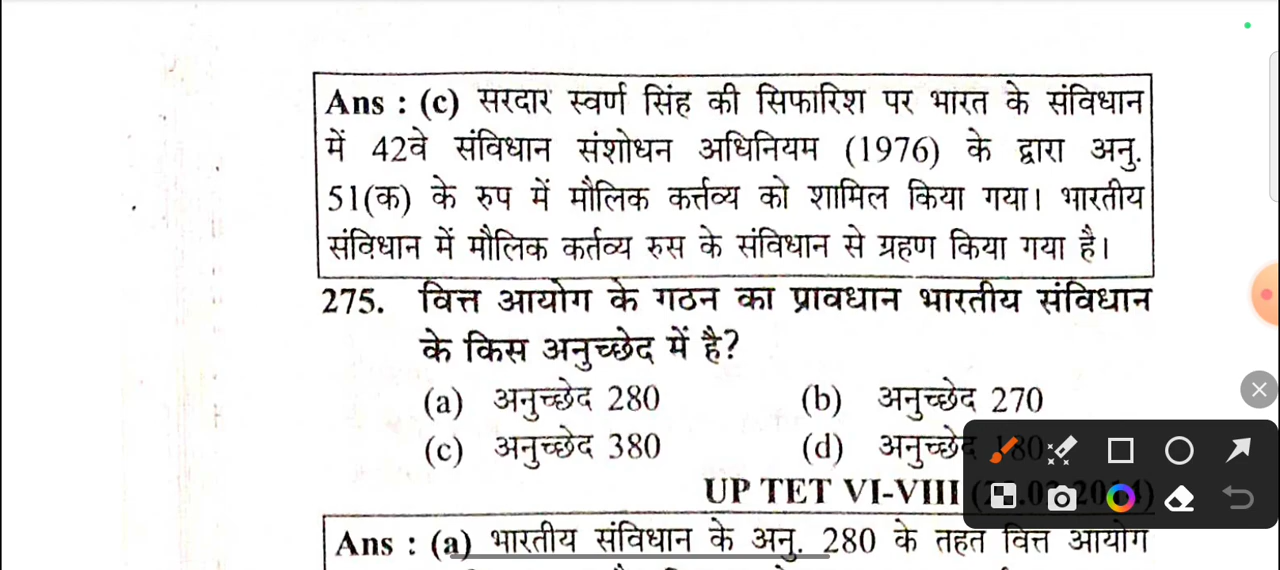 Ans : (c) सरदार स्वर्ण सिंह की सिफारिश पर भारत के संविधान
में 42वे संविधान संशोधन अधिनियम (1976) के द्वारा अनु.
51(क) के रुप में मौलिक कर्त्तव्य को शामिल किया गया। भारतीय
संविधान में मौलिक कर्तव्य रुस के संविधान से ग्रहण किया गया है।
275. वित्त आयोग के गठन का प्रावधान भारतीय संविधान
के किस अनुच्छेद में है?
(a) अनुच्छेद 280 (b) अनुच्छेद 270
(c) अनुच्छेद 380 (d) अनुच्छेद 180
UP TET VI-VIII
Ans : (a) भारतीय संविधान के अनु. 280 के तहत वित्त आयोग